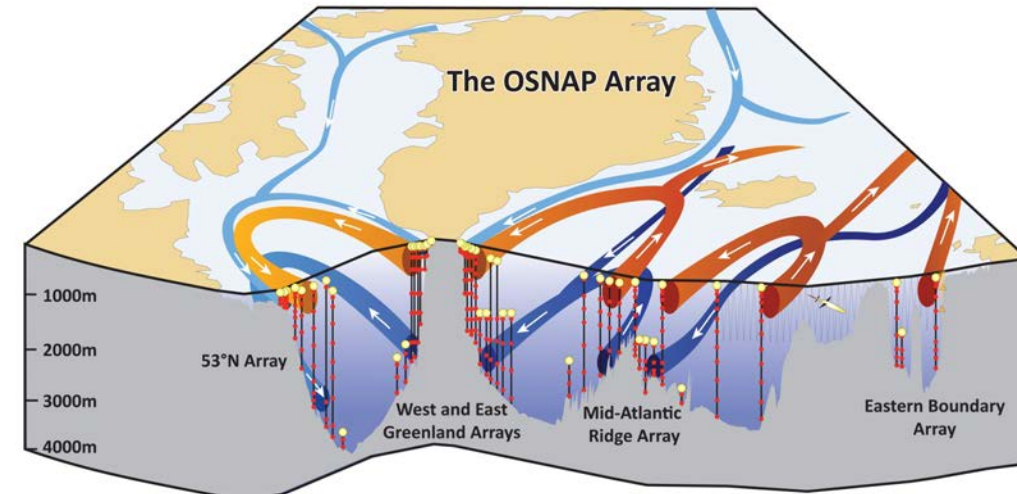 The OSNAP Array
1000m
2000m
3000m
4000m
53°N Array
West and East
Greenland Arrays
Mid-Atlantic
Ridge Array
Eastern Boundary
Array